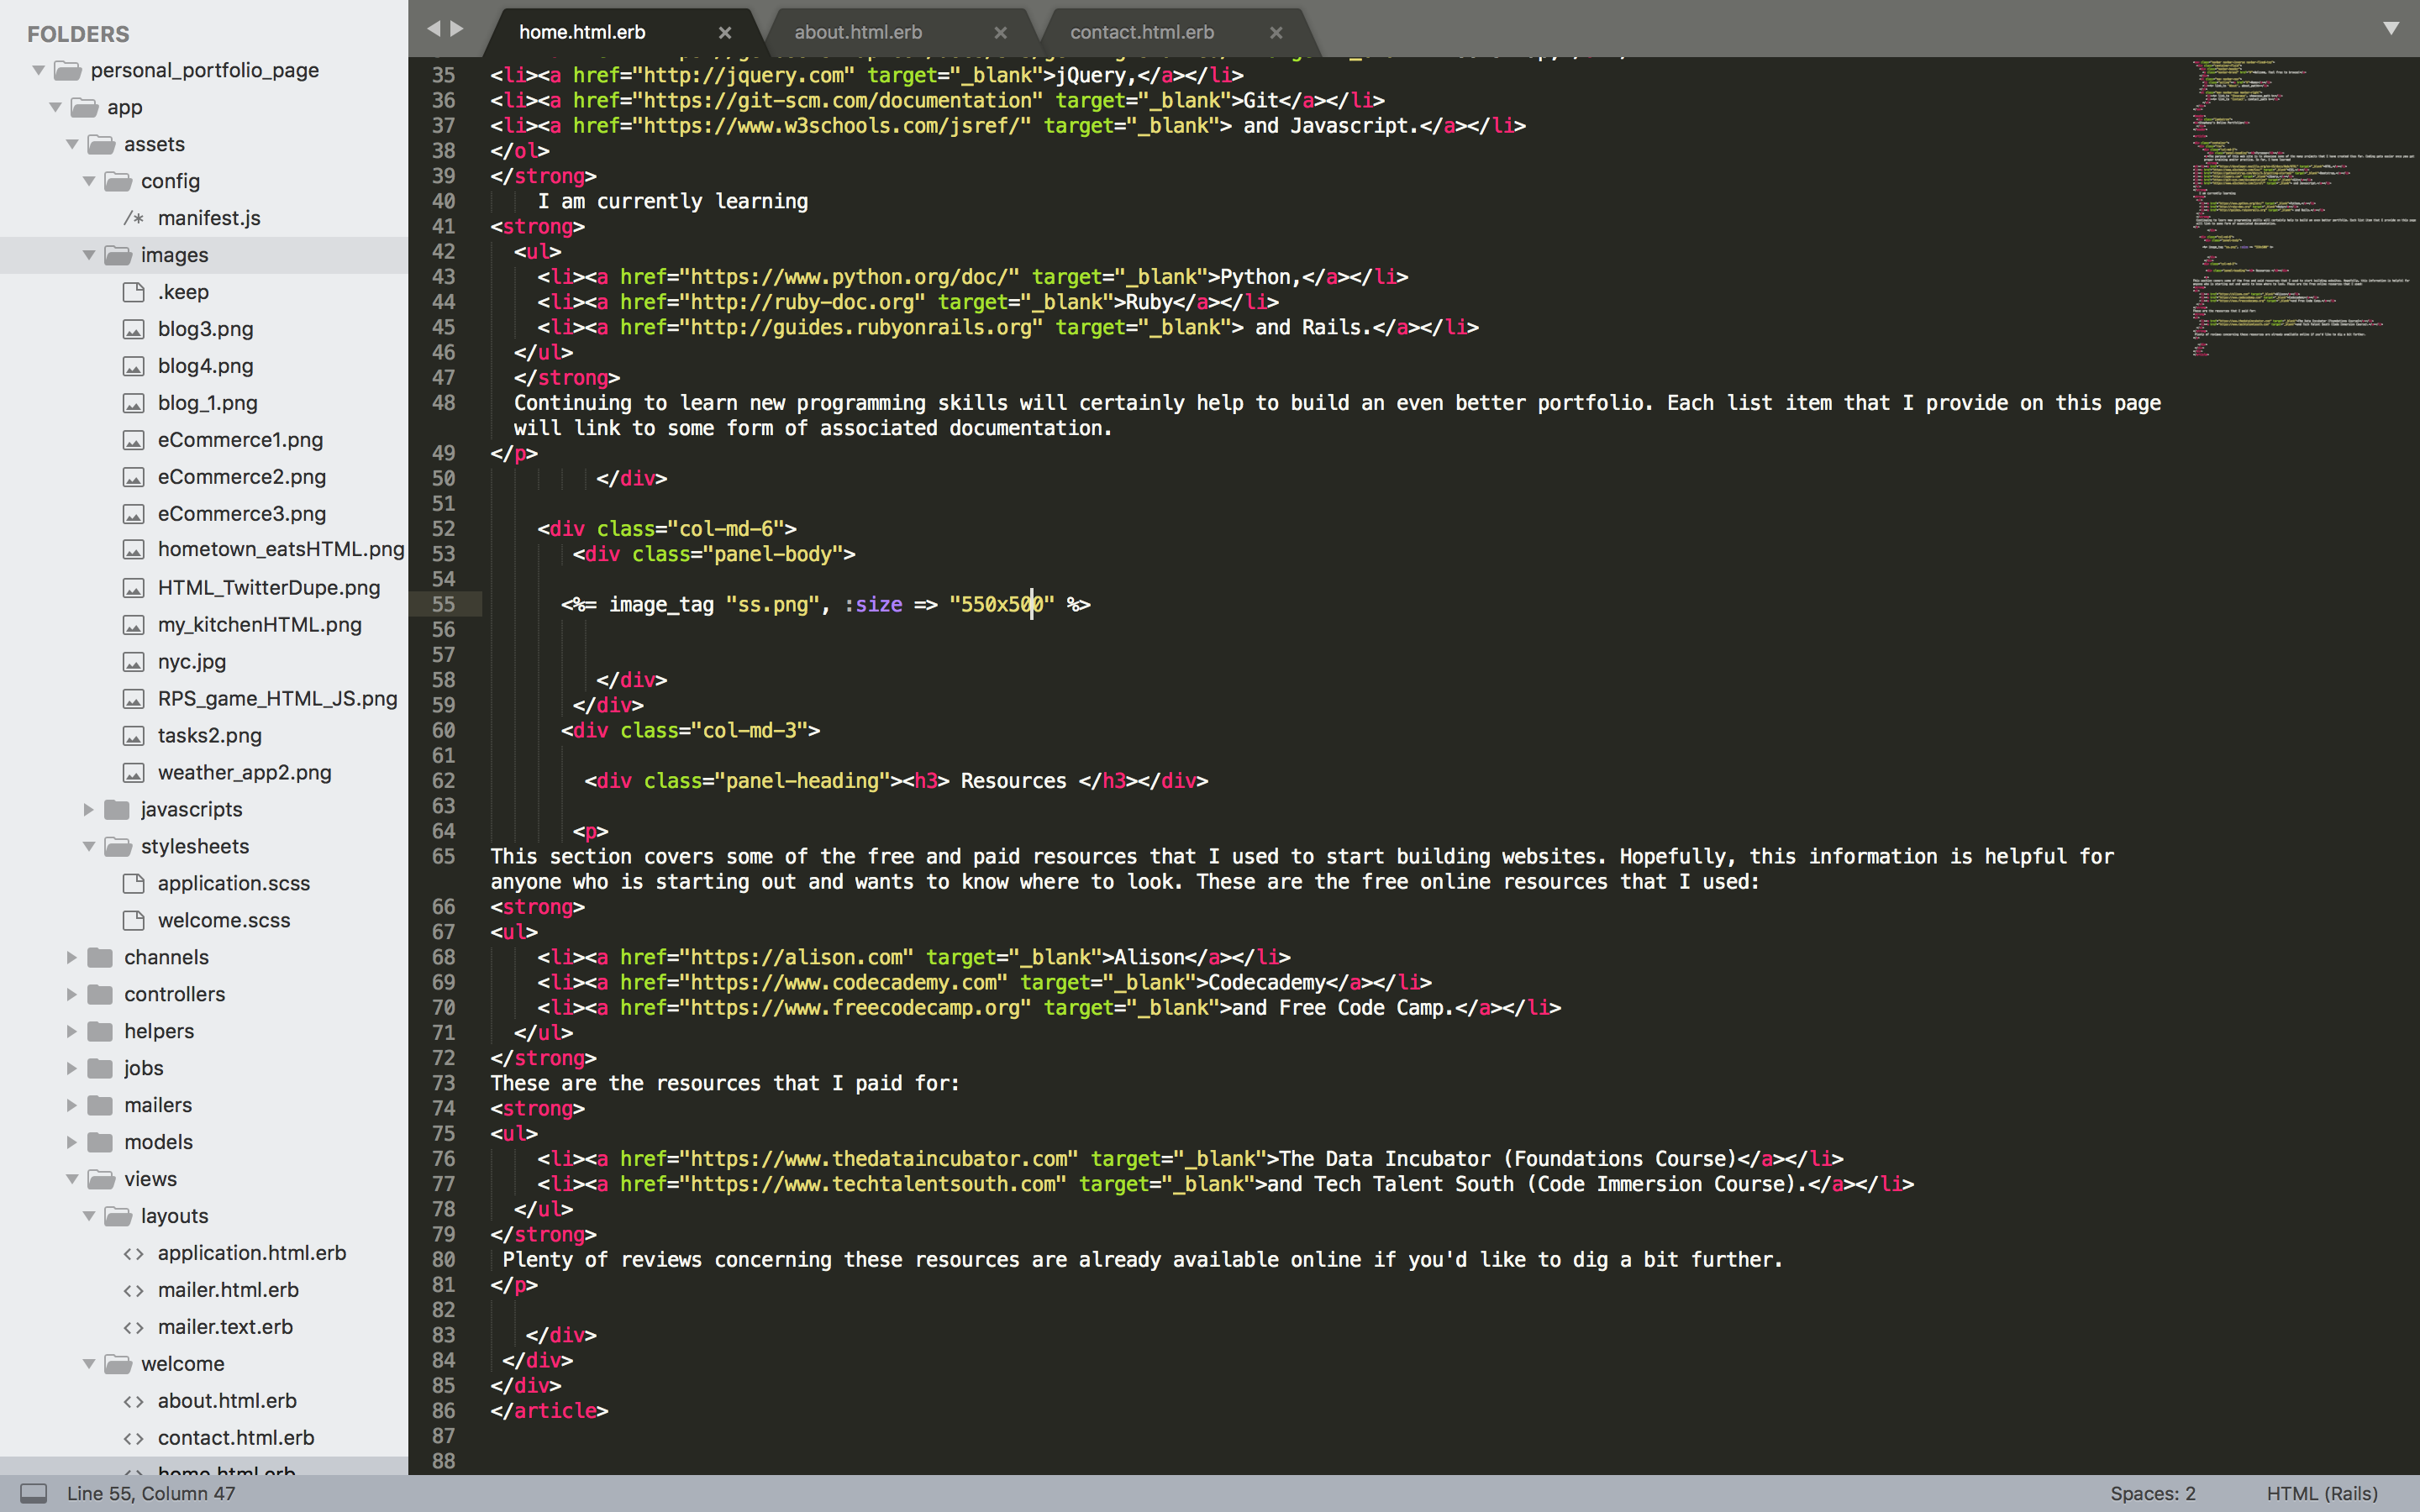 FOLDERS
personal_portfolio_page
app
assets
config
/* manifest.js
images
.keep
blog3.png
blog4.png
blog_1.png
eCommerce1.png
eCommerce2.png
eCommerce3.png
hometown_eatsHTML.png
HTML_TwitterDupe.png
my_kitchenHTML.png
nyc.jpg
RPS_game_HTML_JS.png
tasks2.png
weather_app2.png
javascripts
stylesheets
application.scss
welcome.scss
channels
controllers
helpers
jobs
mailers
models
views
layouts
<> application.html.erb
<> mailer.html.erb
<> mailer.text.erb
welcome
<> about.html.erb
<> contact.html.erb
<> home.html.erb
home.html.erb ×
about.html.erb ×
contact.html.erb ×
35 <li><a href="http://jquery.com" target="_blank">jQuery,</a></li>
36 <li><a href="https://git-scm.com/documentation" target="_blank">Git</a></li>
37 <li><a href="https://www.w3schools.com/jsref/" target="_blank"> and Javascript.</a></li>
38 </ol>
39 </strong>
40 I am currently learning
41 <strong>
42 <ul>
43 <li><a href="https://www.python.org/doc/" target="_blank">Python,</a></li>
44 <li><a href="http://ruby-doc.org" target="_blank">Ruby</a></li>
45 <li><a href="http://guides.rubyonrails.org" target="_blank"> and Rails.</a></li>
46 </ul>
47 </strong>
48 Continuing to learn new programming skills will certainly help to build an even better portfolio. Each list item that I provide on this page
will link to some form of associated documentation.
49 </p>
50 </div>
51
52 <div class="col-md-6">
53 <div class="panel-body">
54
55 <%= image_tag "ss.png", :size => "550x500" %>
56
57
58 </div>
59 </div>
60 <div class="col-md-3">
61
62 <div class="panel-heading"><h3> Resources </h3></div>
63
64 <p>
65 This section covers some of the free and paid resources that I used to start building websites. Hopefully, this information is helpful for
anyone who is starting out and wants to know where to look. These are the free online resources that I used:
66 <strong>
67 <ul>
68 <li><a href="https://alison.com" target="_blank">Alison</a></li>
69 <li><a href="https://www.codecademy.com" target="_blank">Codecademy</a></li>
70 <li><a href="https://www.freecodecamp.org" target="_blank">and Free Code Camp.</a></li>
71 </ul>
72 </strong>
73 These are the resources that I paid for:
74 <strong>
75 <ul>
76 <li><a href="https://www.thedataincubator.com" target="_blank">The Data Incubator (Foundations Course)</a></li>
77 <li><a href="https://www.techtalentsouth.com" target="_blank">and Tech Talent South (Code Immersion Course).</a></li>
78 </ul>
79 </strong>
80 Plenty of reviews concerning these resources are already available online if you'd like to dig a bit further.
81 </p>
82
83 </div>
84 </div>
85 </div>
86 </article>
87
88
Line 55, Column 47
Spaces: 2
HTML (Rails)